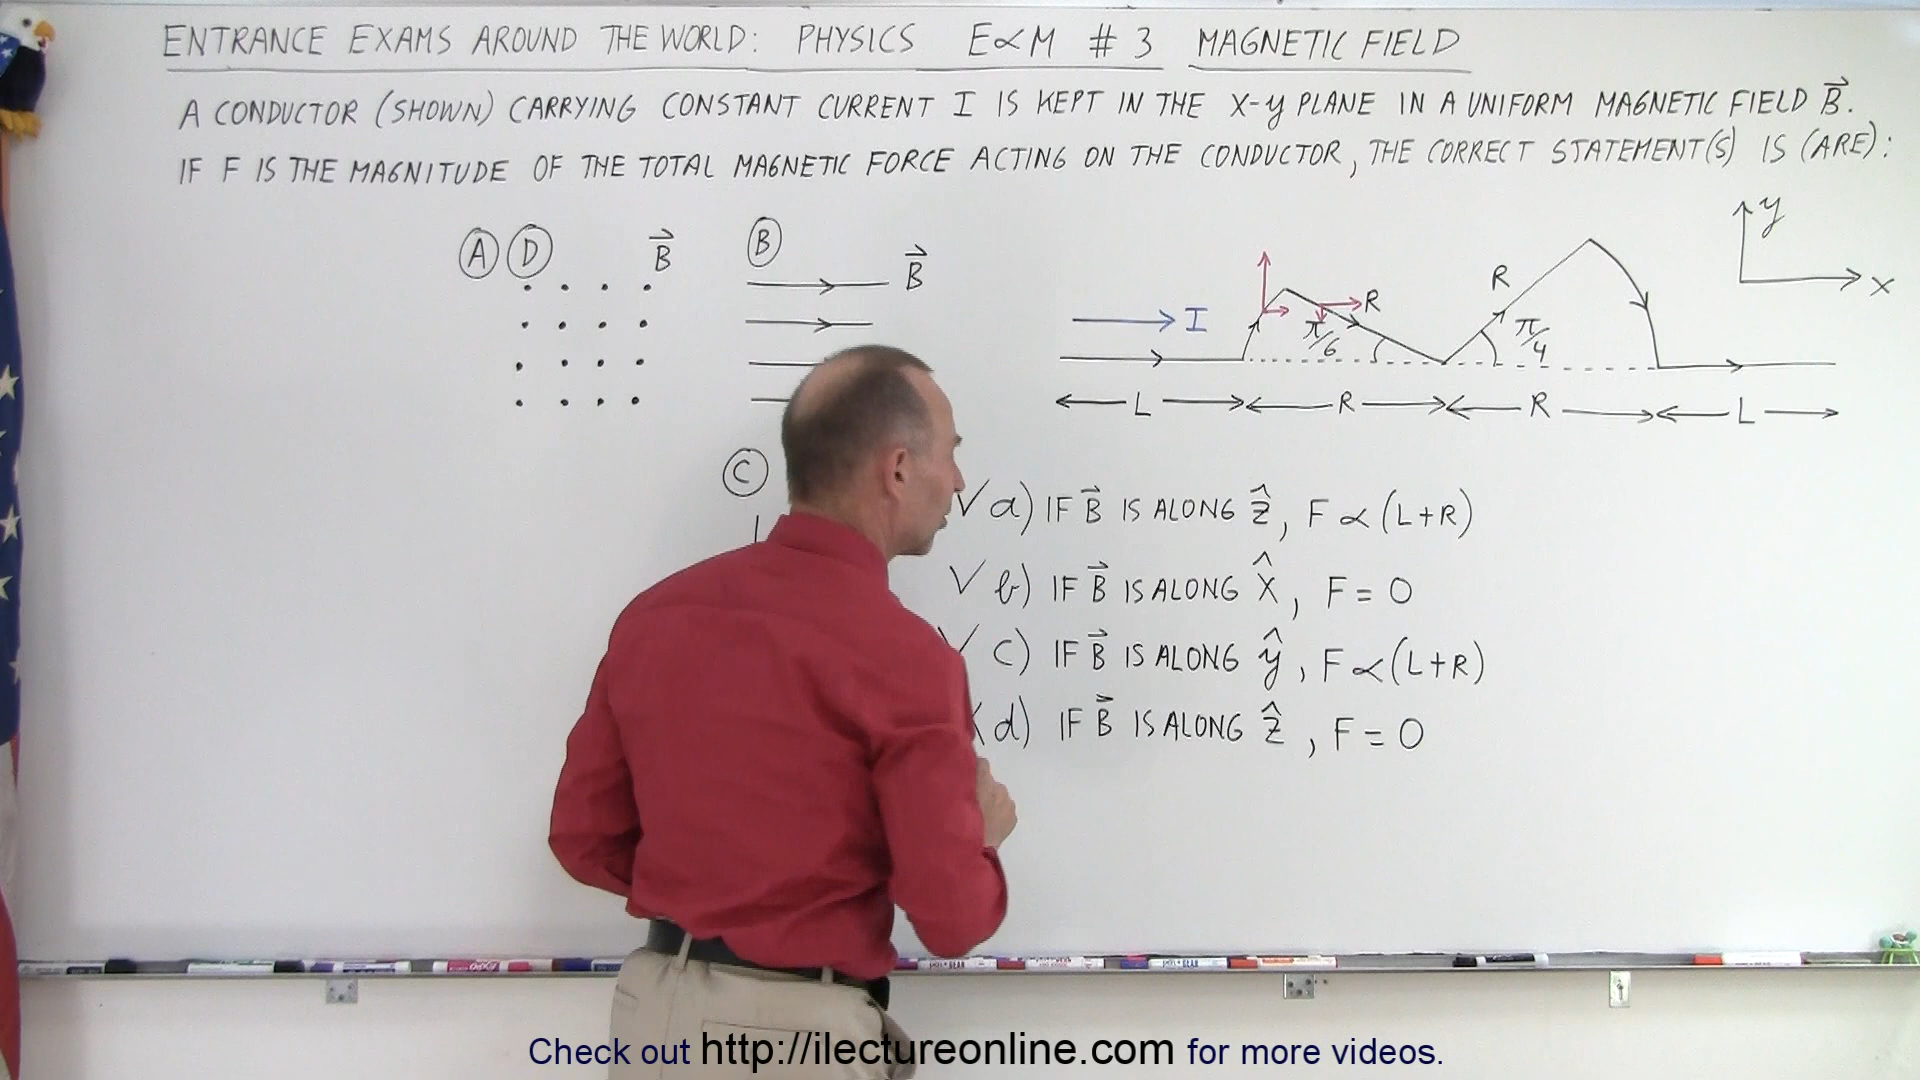 ENTRANCE EXAMS AROUND THE WORLD: PHYSICS E∝M # 3 MAGNETIC FIELD
A CONDUCTOR (SHOWN) CARRYING CONSTANT CURRENT I IS KEPT IN THE X-y PLANE IN A UNIFORM MAGNETIC FIELD B⃗.
IF F IS THE MAGNITUDE OF THE TOTAL MAGNETIC FORCE ACTING ON THE CONDUCTOR, THE CORRECT STATEMENT(S) IS (ARE):
A D B⃗
B B⃗
C
I
R
π/6
R
π/4
y
x
L R R L
√ a) IF B⃗ IS ALONG ẑ, F ∝ (L+R)
√ b) IF B⃗ IS ALONG x̂, F = 0
√ c) IF B⃗ IS ALONG ŷ, F ∝ (L+R)
d) IF B⃗ IS ALONG ẑ, F = 0
Check out http://ilectureonline.com for more videos.